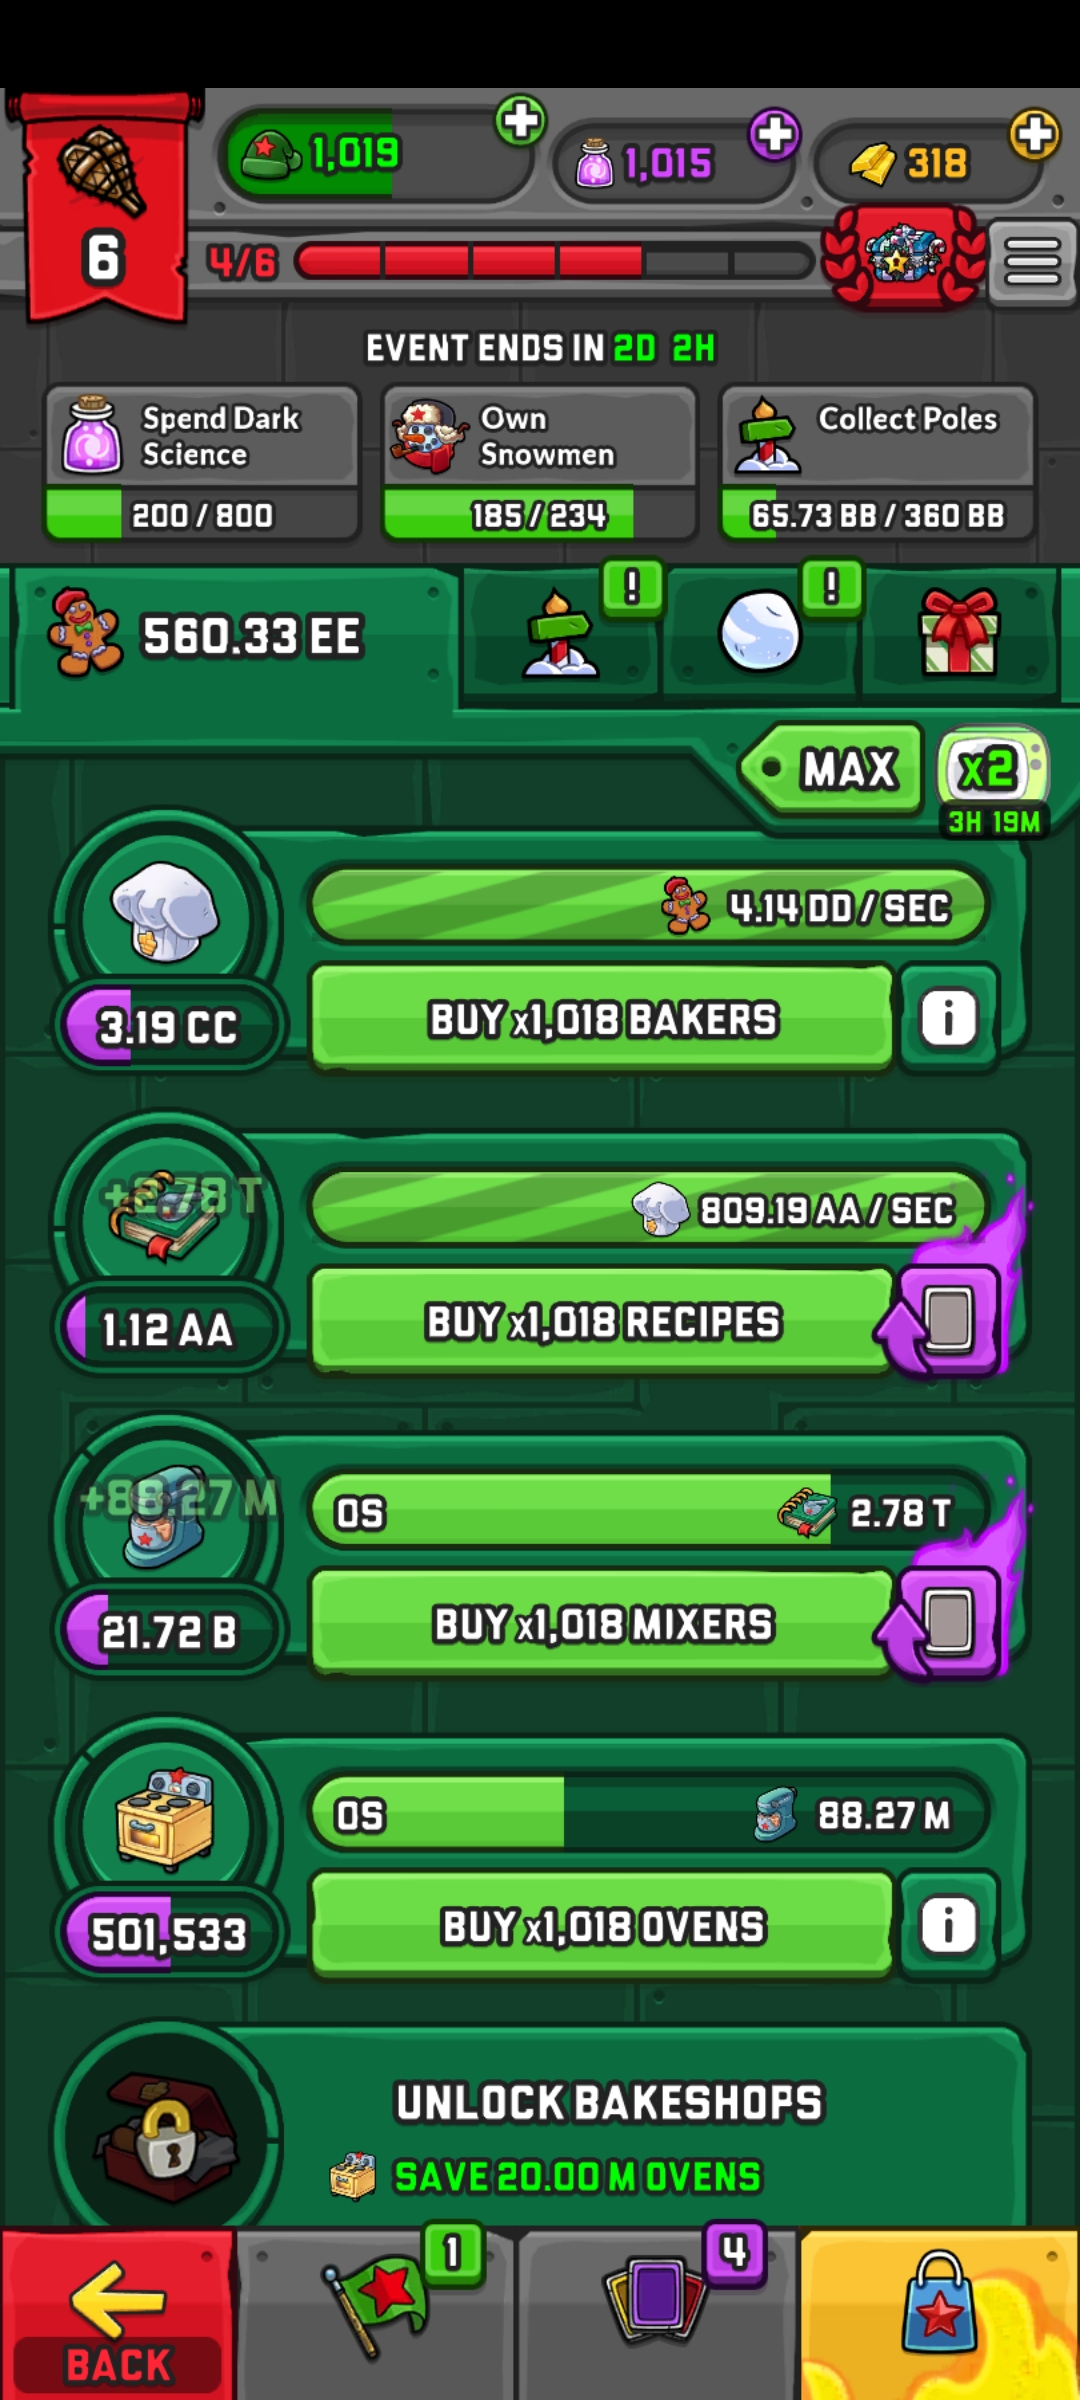 1,019
1,015
318
6
4/6
EVENT ENDS IN 2D 2H
Spend Dark
Science
200 / 800
Own
Snowmen
185 / 234
Collect Poles
65.73 BB / 360 BB
560.33 EE
!
!
MAX
x2
3H 19M
4.14 DD / SEC
3.19 CC
BUY x1,018 BAKERS
i
+2.78 T
809.19 AA / SEC
1.12 AA
BUY x1,018 RECIPES
+88.27 M
0S
2.78 T
21.72 B
BUY x1,018 MIXERS
0S
88.27 M
501,533
BUY x1,018 OVENS
i
UNLOCK BAKESHOPS
SAVE 20.00 M OVENS
1
4
BACK